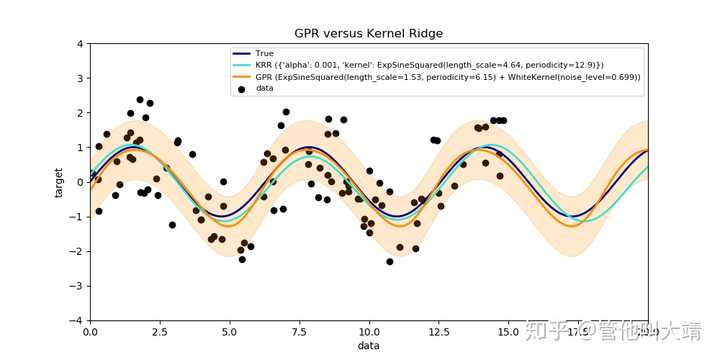 GPR versus Kernel Ridge
True
KRR ({'alpha': 0.001, 'kernel': ExpSineSquared(length_scale=4.64, periodicity=12.9)})
GPR (ExpSineSquared(length_scale=1.53, periodicity=6.15) + WhiteKernel(noise_level=0.699))
data
target
4
3
2
1
0
−1
−2
−3
−4
0.0 2.5 5.0 7.5 10.0 12.5 15.0 17.5 20.0
data
知乎 @管他叫大靖